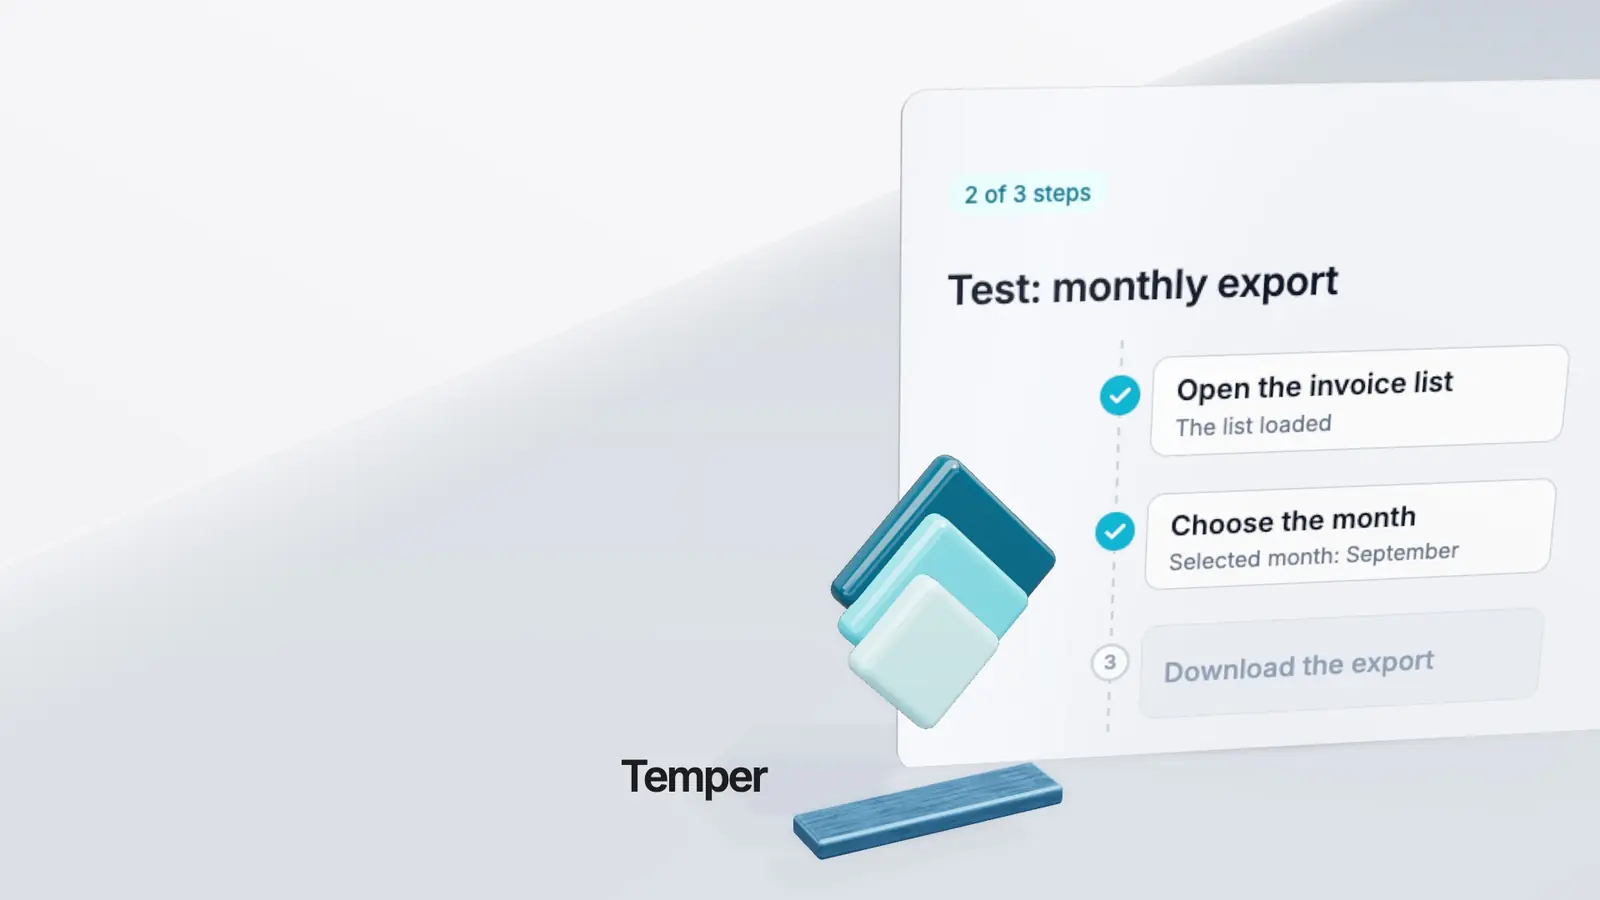 2 of 3 steps
Test: monthly export
Open the invoice list
The list loaded
Choose the month
Selected month: September
3
Download the export
Temper